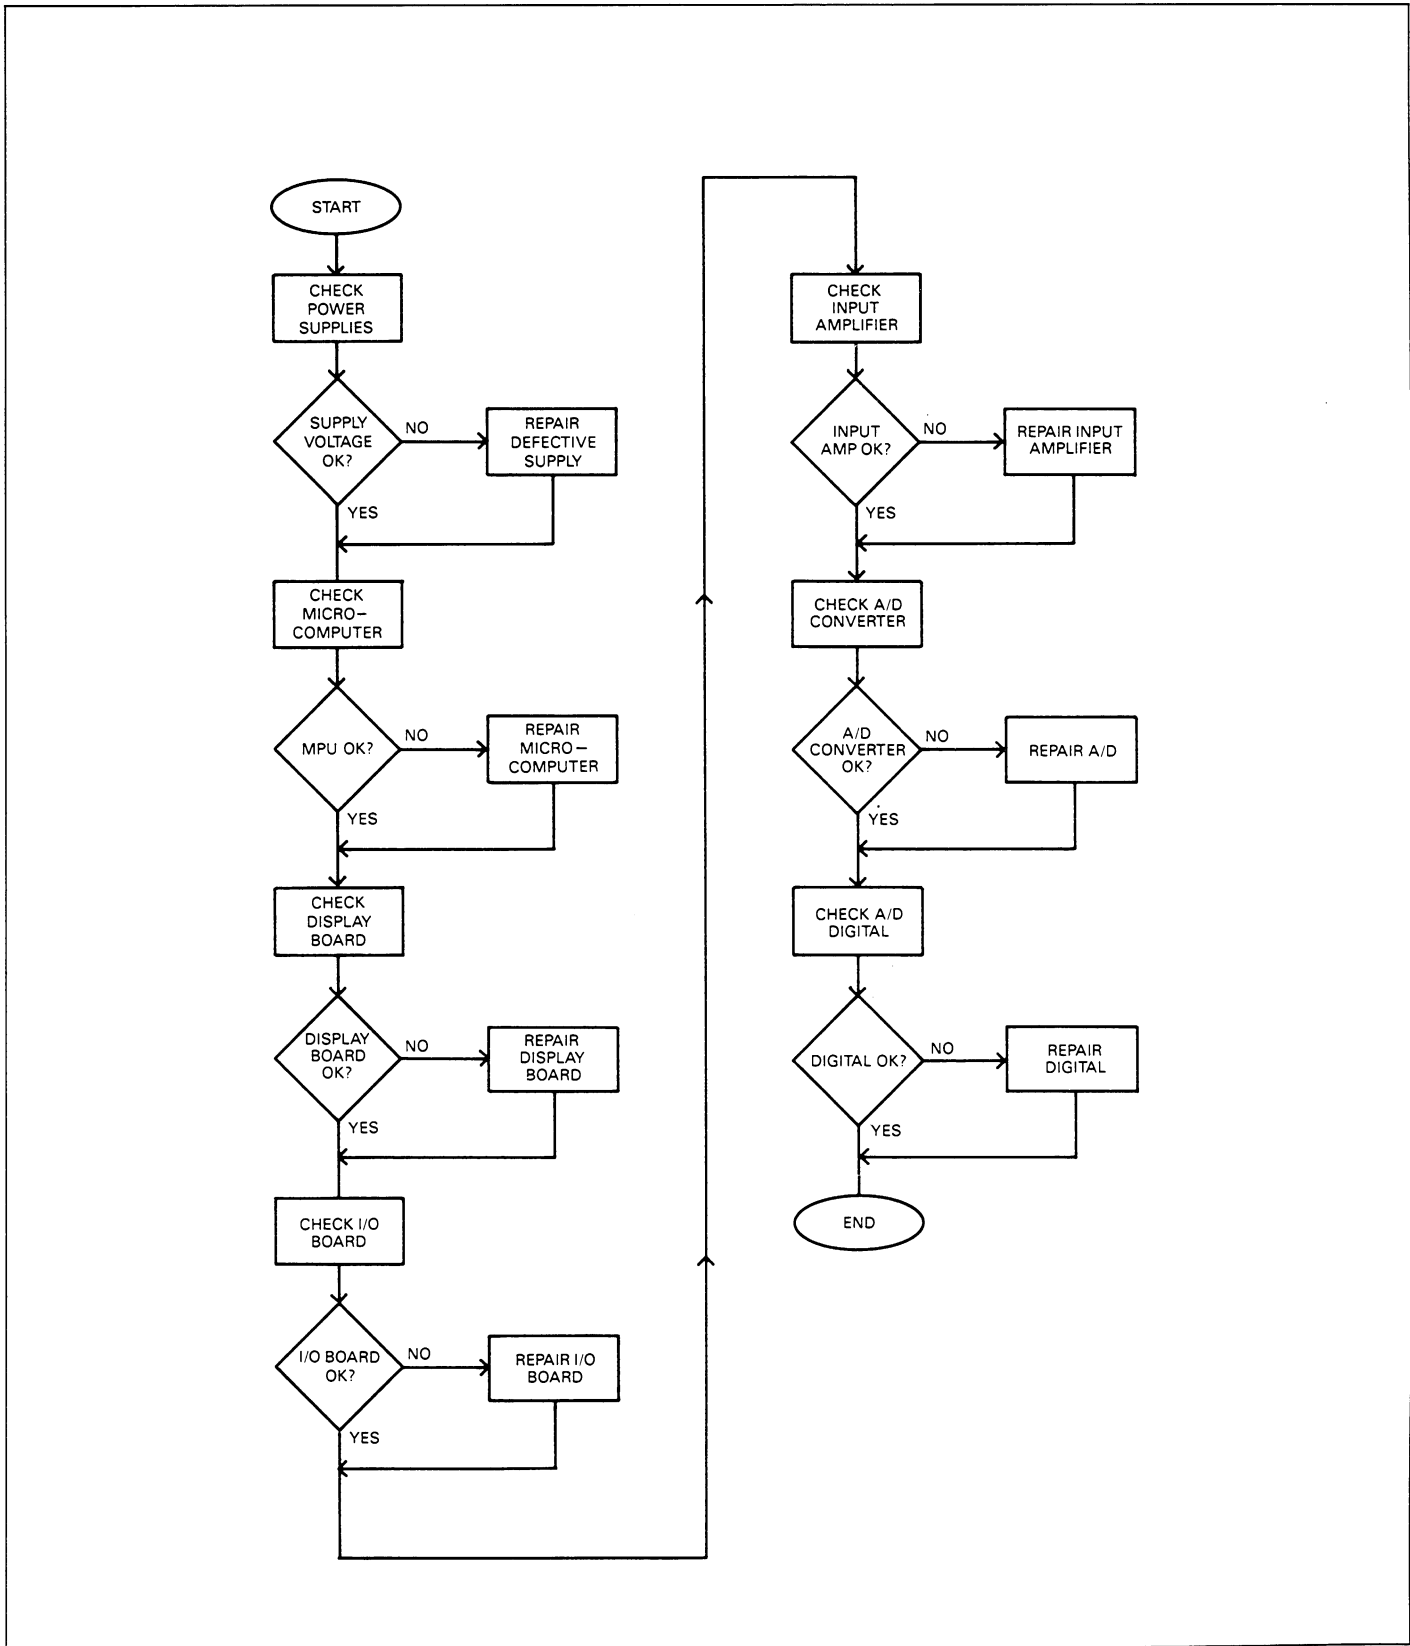 START
CHECK
POWER
SUPPLIES
SUPPLY
VOLTAGE
OK?
NO
REPAIR
DEFECTIVE
SUPPLY
YES
CHECK
MICRO–
COMPUTER
MPU OK?
NO
REPAIR
MICRO–
COMPUTER
YES
CHECK
DISPLAY
BOARD
DISPLAY
BOARD
OK?
NO
REPAIR
DISPLAY
BOARD
YES
CHECK I/O
BOARD
I/O BOARD
OK?
NO
REPAIR I/O
BOARD
YES
CHECK
INPUT
AMPLIFIER
INPUT
AMP OK?
NO
REPAIR INPUT
AMPLIFIER
YES
CHECK A/D
CONVERTER
A/D
CONVERTER
OK?
NO
REPAIR A/D
YES
CHECK A/D
DIGITAL
DIGITAL OK?
NO
REPAIR
DIGITAL
YES
END